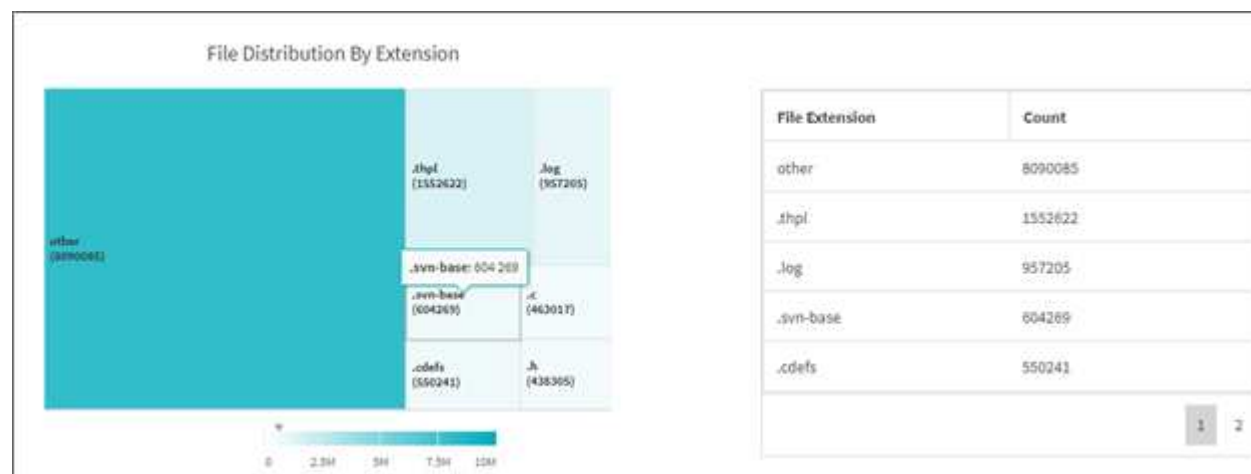 File Distribution By Extension
other
(8090085)
.thpl
(1552622)
.log
(957205)
.svn-base: 604 269
.svn-base
(604269)
.c
(463017)
.cdefs
(550241)
.h
(438305)
0 2.5M 5M 7.5M 10M
File Extension Count
other 8090085
.thpl 1552622
.log 957205
.svn-base 604269
.cdefs 550241
1 2